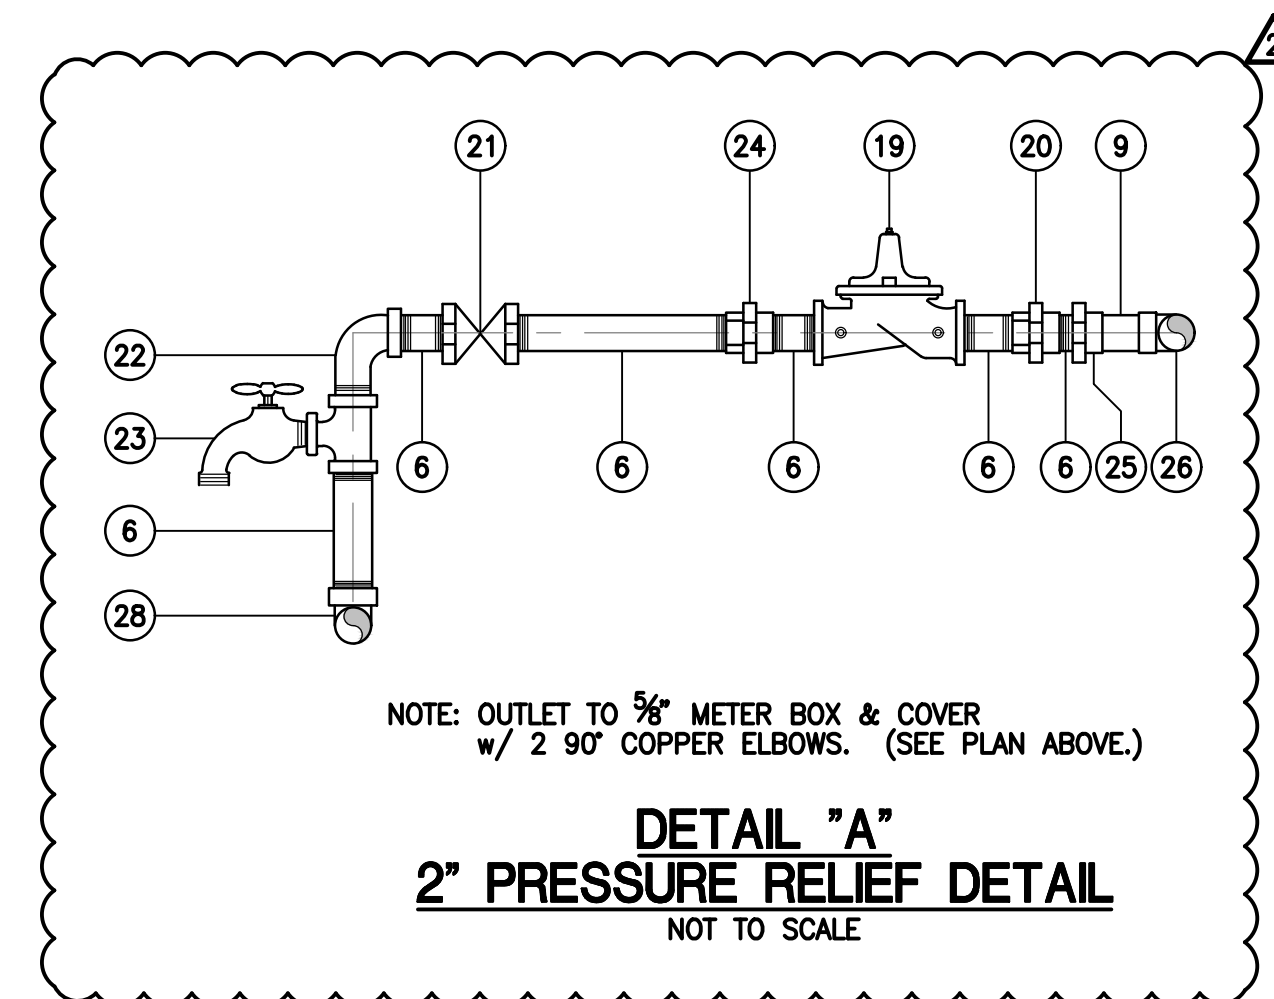 2
21 24 19 20 9
22
23
6 6 6 6 6 25 26
6
28
NOTE: OUTLET TO 5/8" METER BOX & COVER
w/ 2 90° COPPER ELBOWS. (SEE PLAN ABOVE.)
DETAIL "A"
2" PRESSURE RELIEF DETAIL
NOT TO SCALE